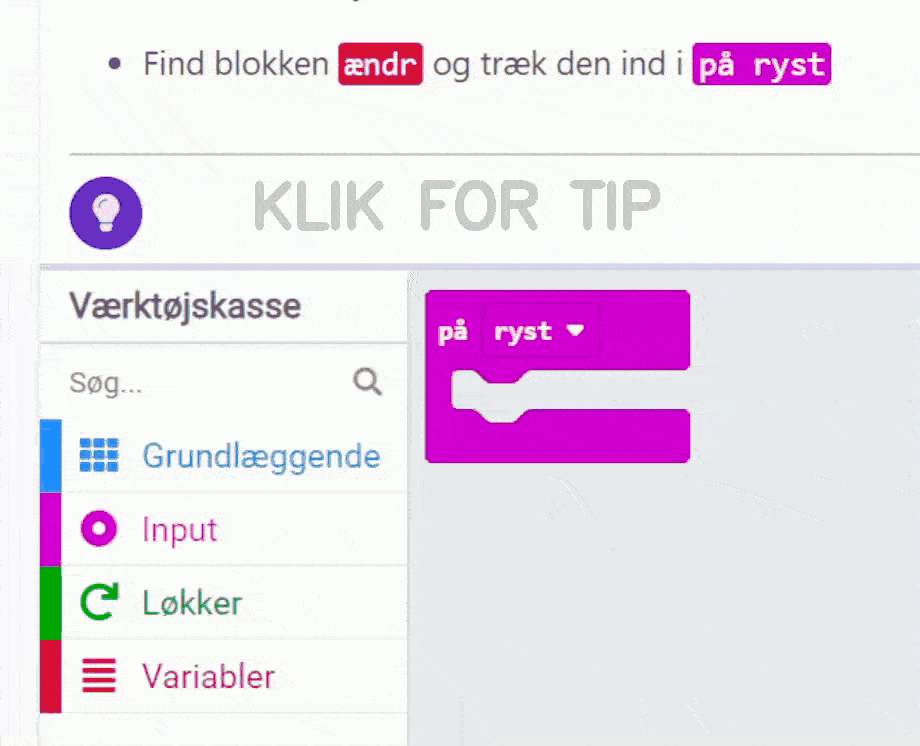 Find blokken ændr og træk den ind i på ryst
KLIK FOR TIP
Værktøjskasse
på ryst
Søg...
Grundlæggende
Input
Løkker
Variabler